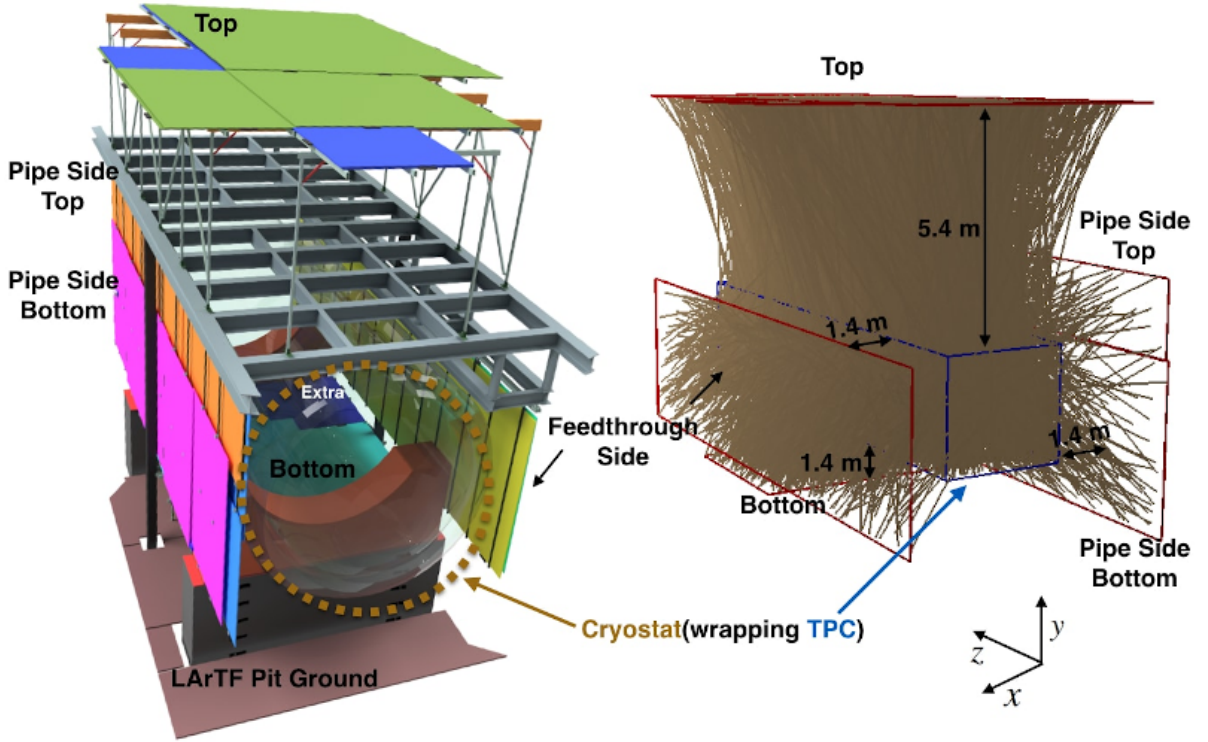 Top
Pipe Side
Top
Pipe Side
Bottom
Extra
Bottom
Feedthrough
Side
Cryostat(wrapping TPC)
LArTF Pit Ground
Top
5.4 m
Pipe Side
Top
1.4 m
1.4 m
1.4 m
Bottom
Pipe Side
Bottom
y
z
x